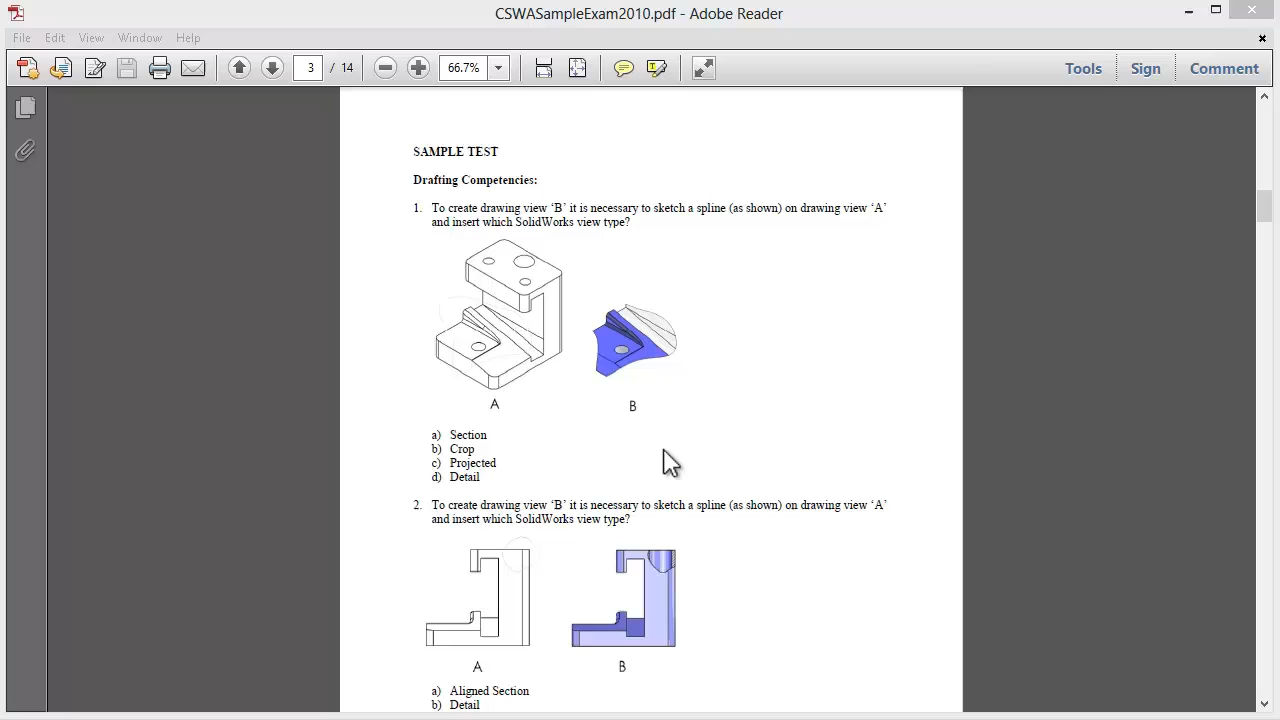 CSWASampleExam2010.pdf - Adobe Reader
File Edit View Window Help
3 / 14 66.7% Tools Sign Comment
SAMPLE TEST
Drafting Competencies:
1. To create drawing view ‘B’ it is necessary to sketch a spline (as shown) on drawing view ‘A’
and insert which SolidWorks view type?
A B
a) Section
b) Crop
c) Projected
d) Detail
2. To create drawing view ‘B’ it is necessary to sketch a spline (as shown) on drawing view ‘A’
and insert which SolidWorks view type?
A B
a) Aligned Section
b) Detail